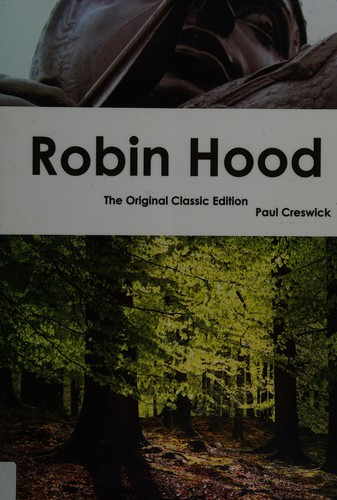 Robin Hood
The Original Classic Edition
Paul Creswick